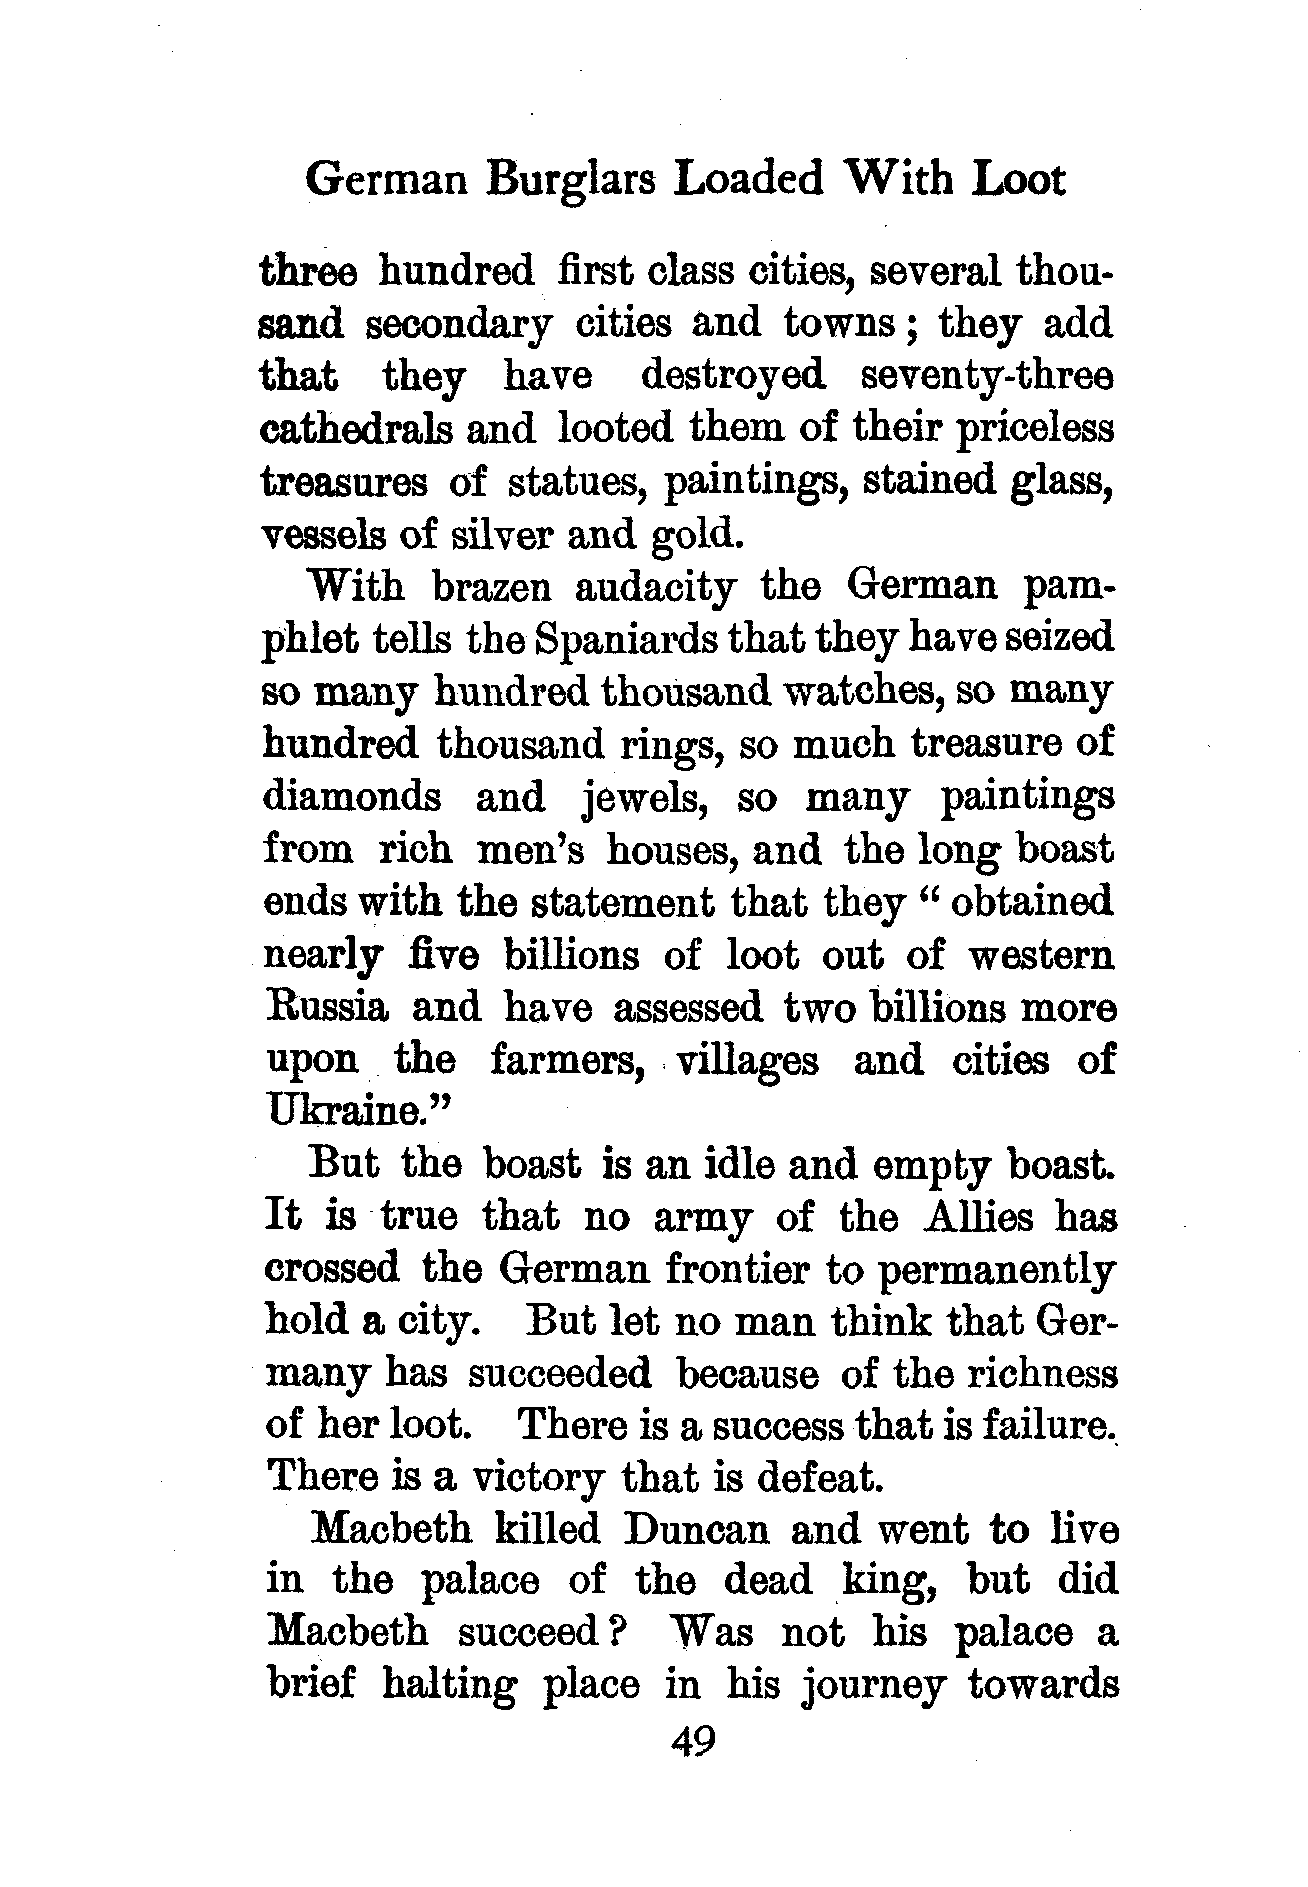 German Burglars Loaded With Loot
three hundred first class cities, several thou-
sand secondary cities and towns; they add
that they have destroyed seventy-three
cathedrals and looted them of their priceless
treasures of statues, paintings, stained glass,
vessels of silver and gold.
With brazen audacity the German pam-
phlet tells the Spaniards that they have seized
so many hundred thousand watches, so many
hundred thousand rings, so much treasure of
diamonds and jewels, so many paintings
from rich men's houses, and the long boast
ends with the statement that they "obtained
nearly five billions of loot out of western
Russia and have assessed two billions more
upon the farmers, villages and cities of
Ukraine."
But the boast is an idle and empty boast.
It is true that no army of the Allies has
crossed the German frontier to permanently
hold a city. But let no man think that Ger-
many has succeeded because of the richness
of her loot. There is a success that is failure.
There is a victory that is defeat.
Macbeth killed Duncan and went to live
in the palace of the dead king, but did
Macbeth succeed? Was not his palace a
brief halting place in his journey towards
49